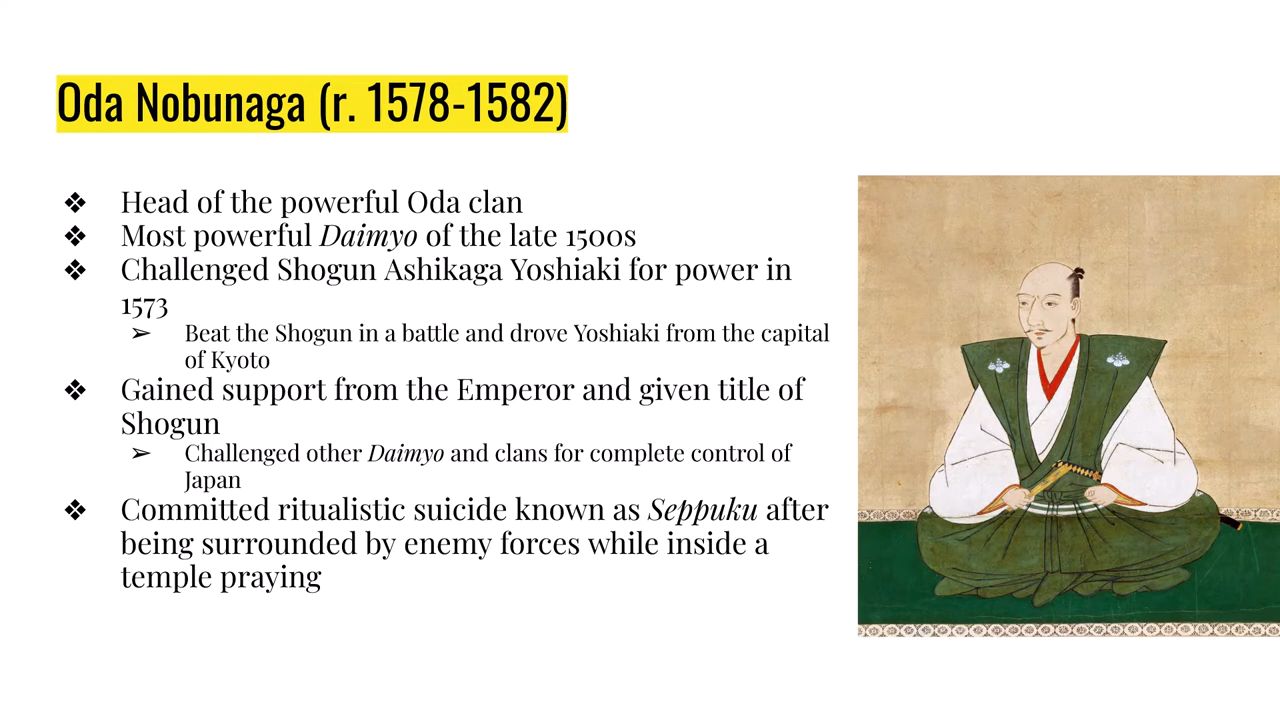 Oda Nobunaga (r. 1578-1582)
❖ Head of the powerful Oda clan
❖ Most powerful Daimyo of the late 1500s
❖ Challenged Shogun Ashikaga Yoshiaki for power in
1573
➢ Beat the Shogun in a battle and drove Yoshiaki from the capital
of Kyoto
❖ Gained support from the Emperor and given title of
Shogun
➢ Challenged other Daimyo and clans for complete control of
Japan
❖ Committed ritualistic suicide known as Seppuku after
being surrounded by enemy forces while inside a
temple praying